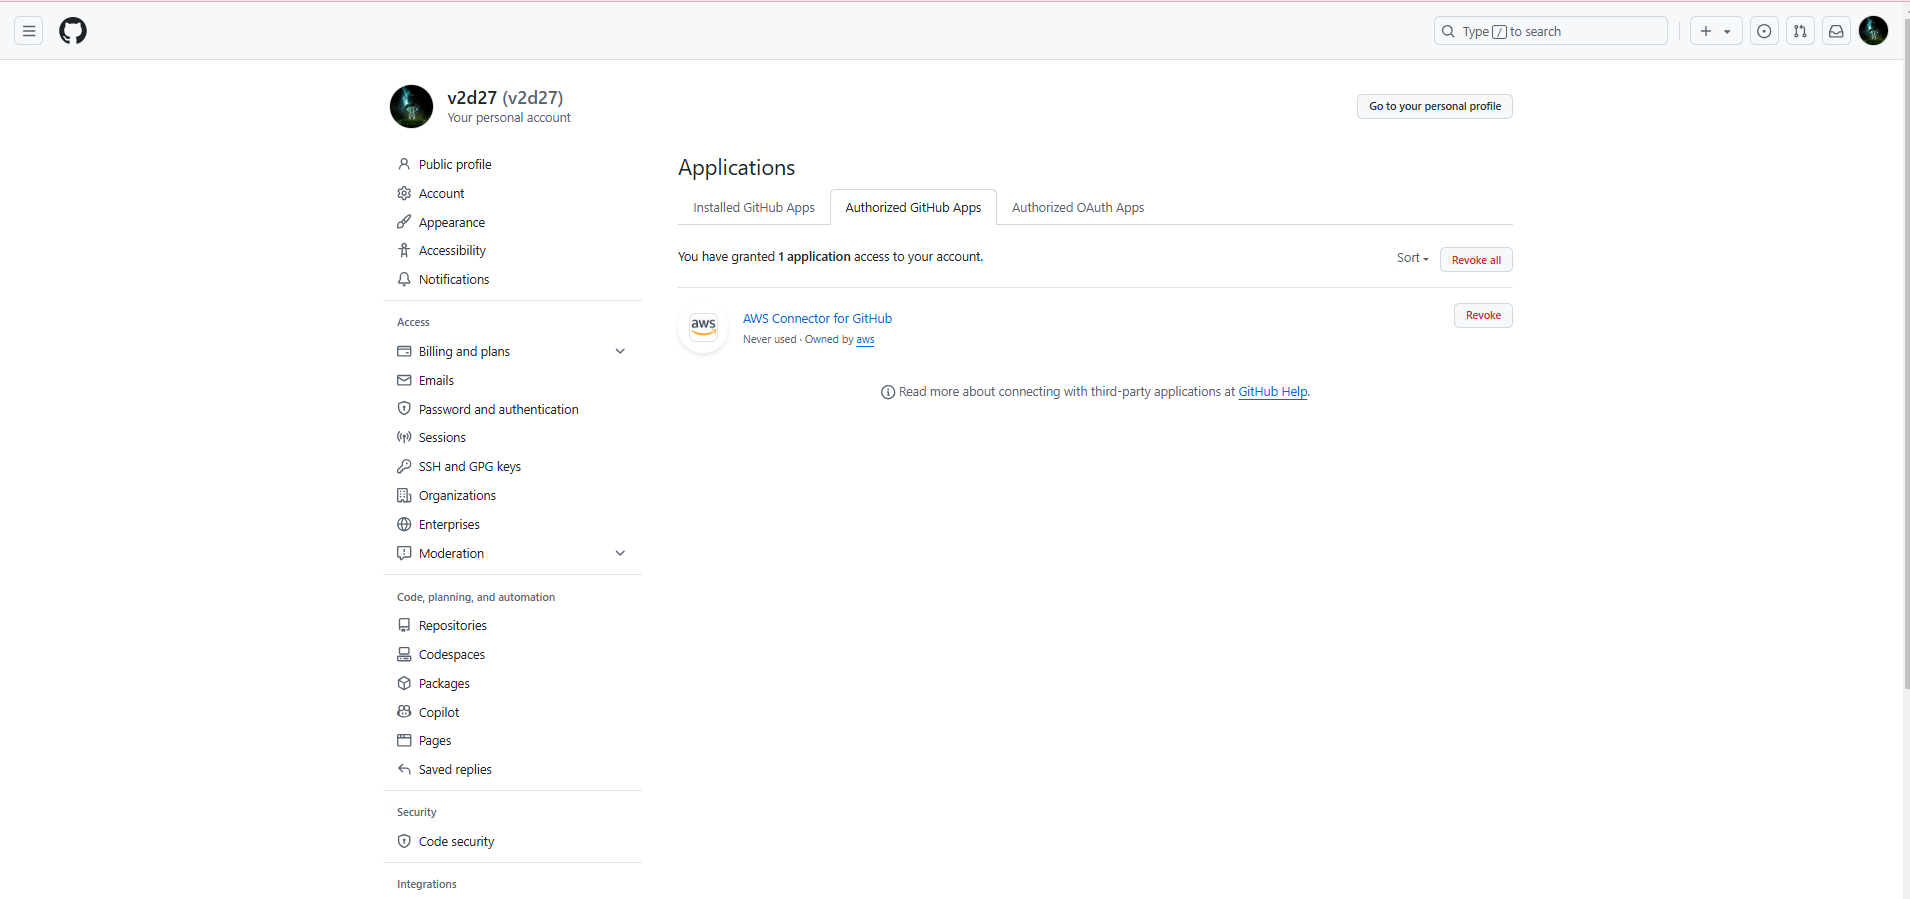 Type / to search
v2d27 (v2d27)
Your personal account
Go to your personal profile
Public profile
Account
Appearance
Accessibility
Notifications
Access
Billing and plans
Emails
Password and authentication
Sessions
SSH and GPG keys
Organizations
Enterprises
Moderation
Code, planning, and automation
Repositories
Codespaces
Packages
Copilot
Pages
Saved replies
Security
Code security
Integrations
Applications
Installed GitHub Apps Authorized GitHub Apps Authorized OAuth Apps
You have granted 1 application access to your account. Sort Revoke all
aws
AWS Connector for GitHub Revoke
Never used · Owned by aws
Read more about connecting with third-party applications at GitHub Help.